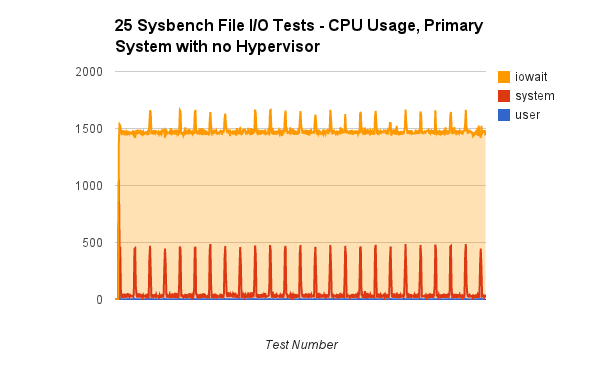 25 Sysbench File I/O Tests - CPU Usage, Primary
System with no Hypervisor
2000
1500
1000
500
0
iowait
system
user
Test Number